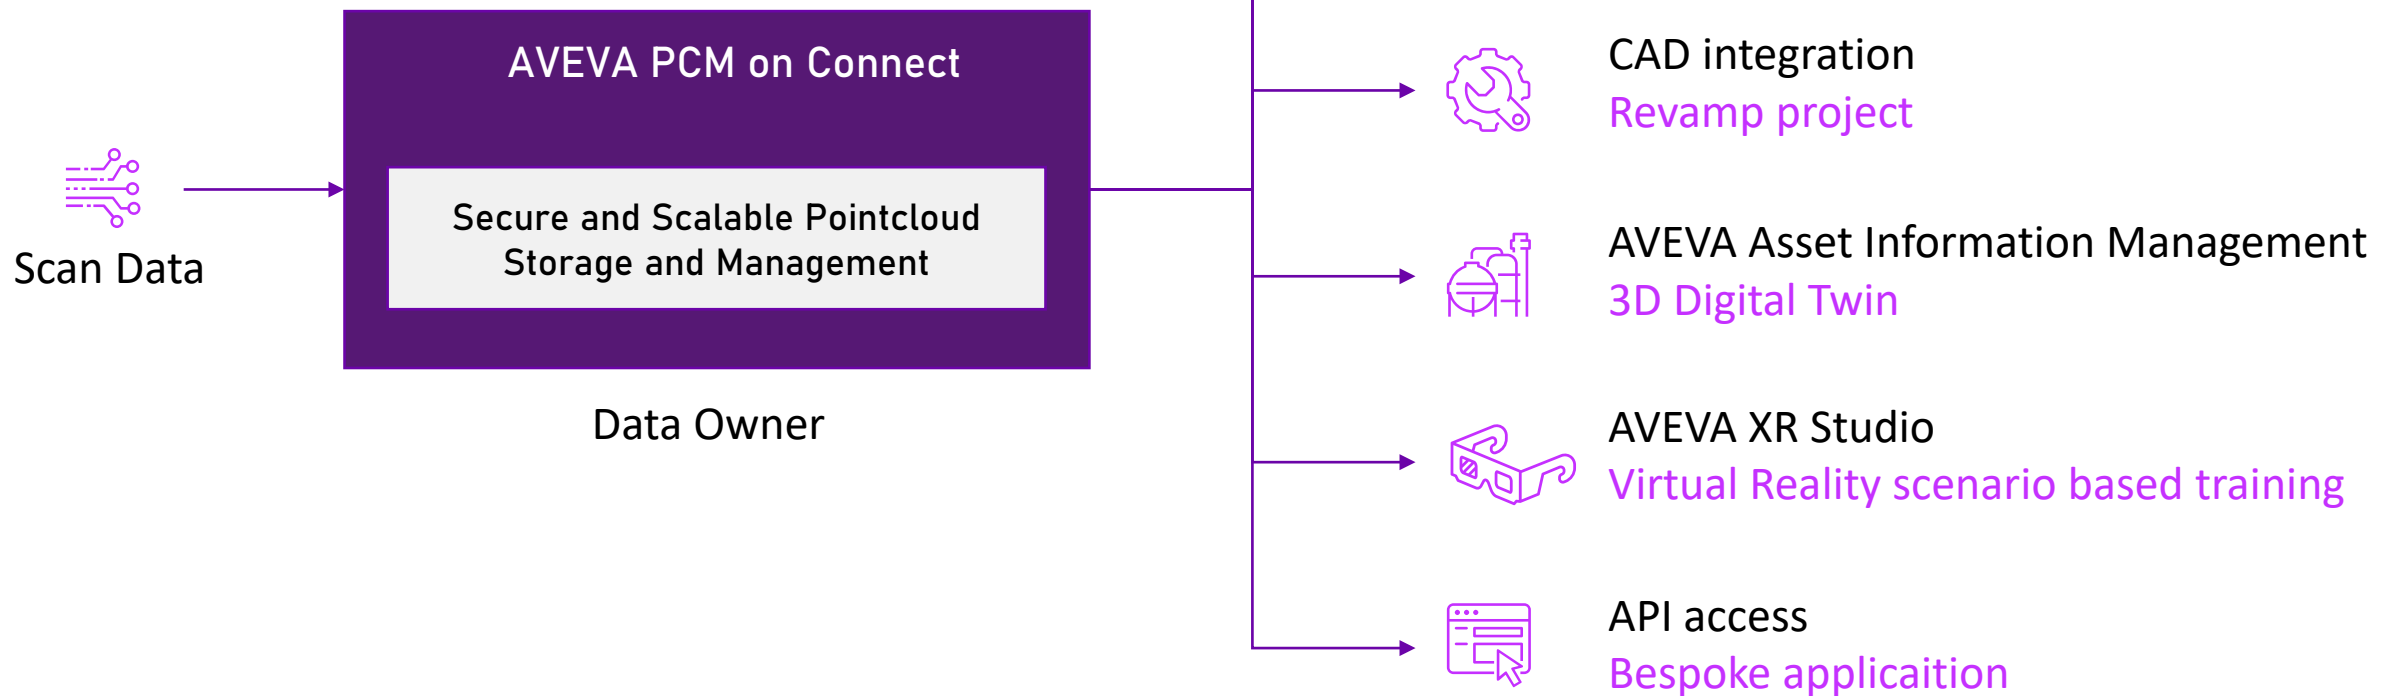 AVEVA PCM on Connect
Secure and Scalable Pointcloud
Storage and Management
Scan Data
Data Owner
CAD integration
Revamp project
AVEVA Asset Information Management
3D Digital Twin
AVEVA XR Studio
Virtual Reality scenario based training
API access
Bespoke applicaition